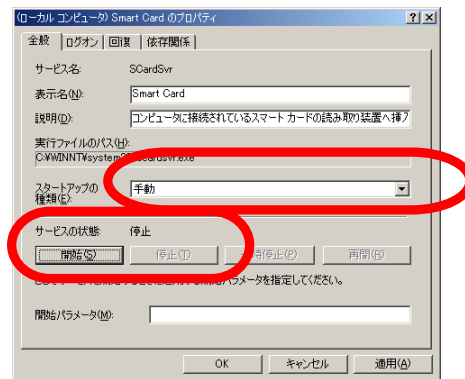 (ローカル コンピュータ) Smart Card のプロパティ
全般 ログオン 回復 依存関係
サービス名: SCardSvr
表示名(N): Smart Card
説明(D): コンピュータに接続されているスマート カードの読み取り装置へ挿入
実行ファイルのパス(H):
C:¥WINNT¥system
cardsvr.exe
スタートアップの
種類(E): 手動
サービスの状態: 停止
開始(S) 停止(T) 停止(P) 再開(R)
開始パラメータを指定してください。
開始パラメータ(M):
OK キャンセル 適用(A)